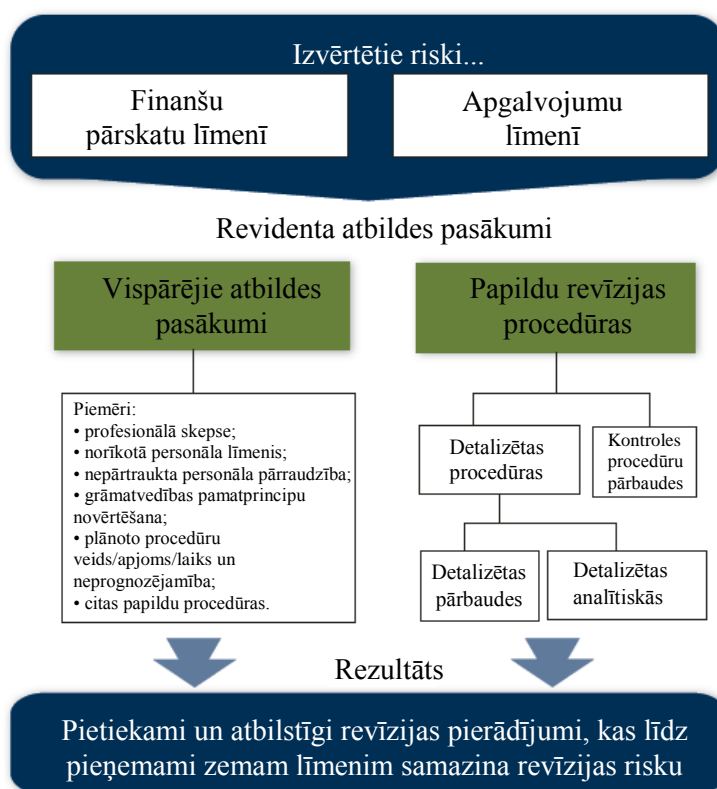 Izvērtētie riski...
Finanšu
pārskatu līmenī
Apgalvojumu
līmenī
Revidenta atbildes pasākumi
Vispārējie atbildes
pasākumi
Papildu revīzijas
procedūras
Piemēri:
• profesionālā skepse;
• norīkotā personāla līmenis;
• nepārtraukta personāla pārraudzība;
• grāmatvedības pamatprincipu
novērtēšana;
• plānoto procedūru
veids/apjoms/laiks un
neprognozējamība;
• citas papildu procedūras.
Detalizētas
procedūras
Kontroles
procedūru
pārbaudes
Detalizētas
pārbaudes
Detalizētas
analītiskās
Rezultāts
Pietiekami un atbilstīgi revīzijas pierādījumi, kas līdz
pieņemami zemam līmenim samazina revīzijas risku